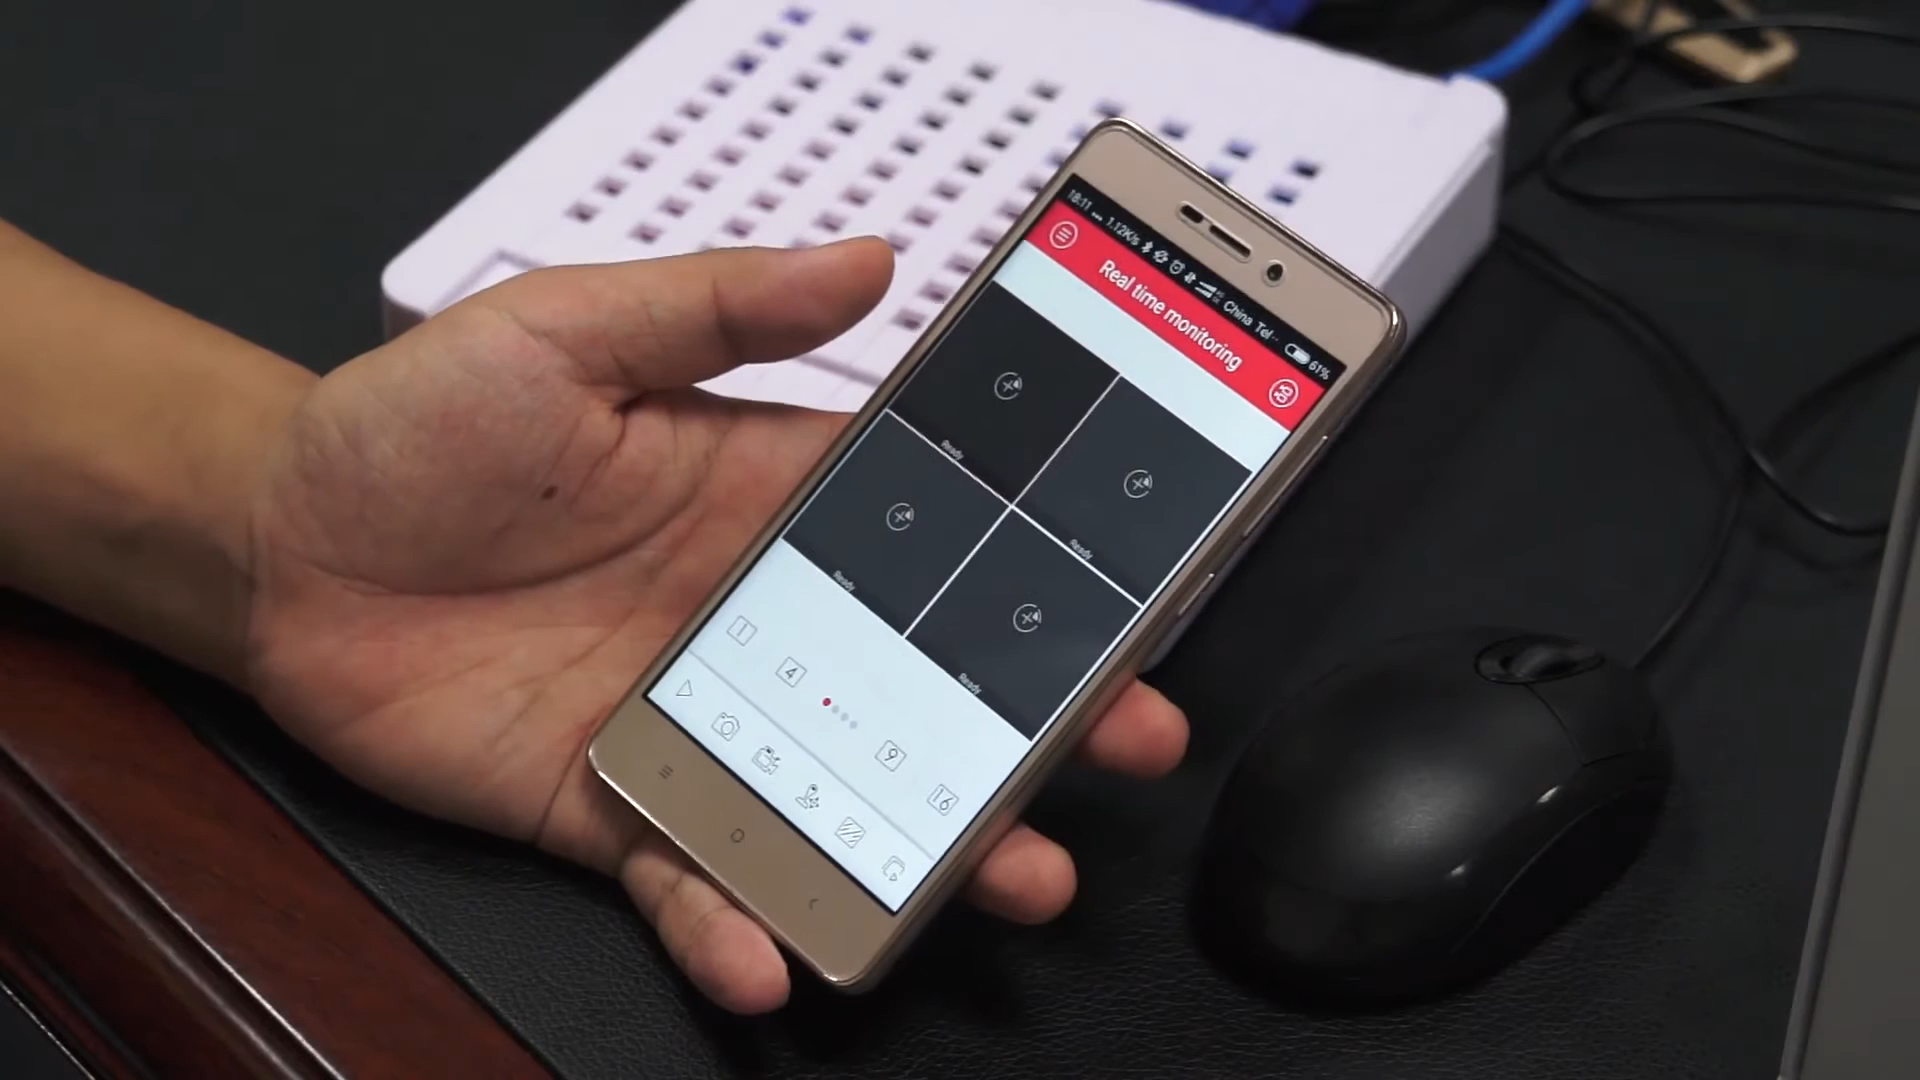 18:11 ... 1.12K/s China Tel... 61%
Real time monitoring
Ready
Ready
Ready
Ready
1 4 9 16